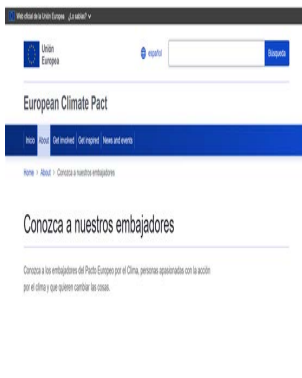 Web oficial de la Unión Europea ¿Lo sabías?
Unión
Europea
español
Búsqueda
European Climate Pact
Inicio About Get involved Get inspired News and events
Home > About > Conozca a nuestros embajadores
Conozca a nuestros embajadores
Conozca a los embajadores del Pacto Europeo por el Clima, personas apasionadas con la acción
por el clima y que quieren cambiar las cosas.